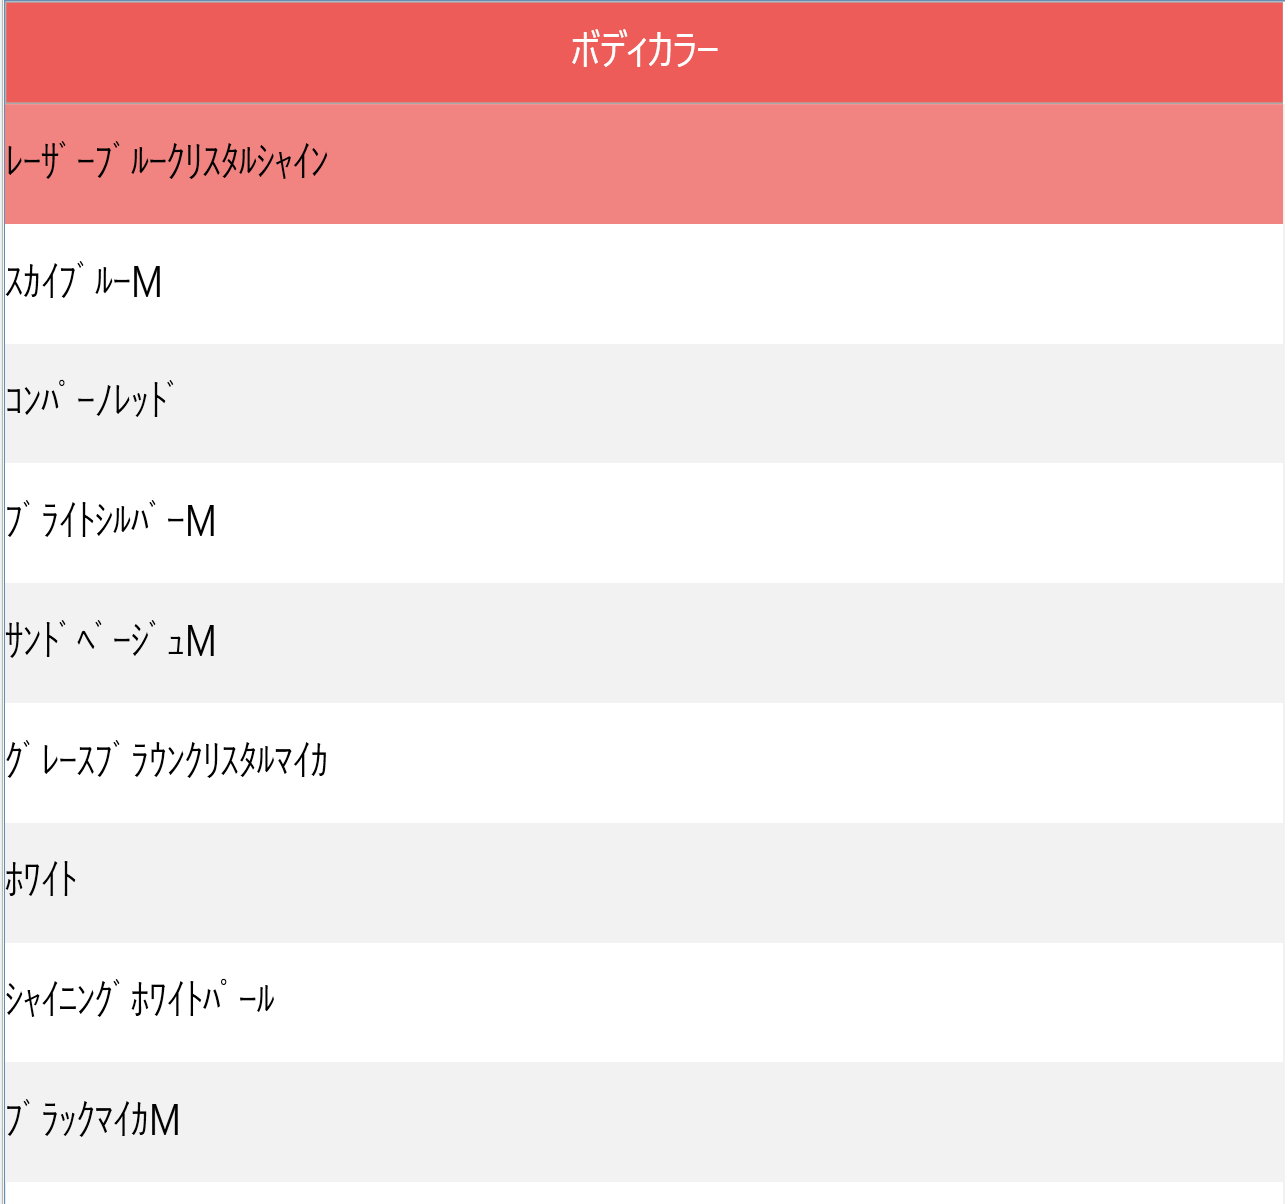 ボディカラー
ﾚｰｻﾞｰﾌﾞﾙｰｸﾘｽﾀﾙｼｬｲﾝ
ｽｶｲﾌﾞﾙｰM
ｺﾝﾊﾟｰﾉﾚｯﾄﾞ
ﾌﾞﾗｲﾄｼﾙﾊﾞｰM
ｻﾝﾄﾞﾍﾞｰｼﾞｭM
ｸﾞﾚｰｽﾌﾞﾗｳﾝｸﾘｽﾀﾙﾏｲｶ
ﾎﾜｲﾄ
ｼｬｲﾆﾝｸﾞﾎﾜｲﾄﾊﾟｰﾙ
ﾌﾞﾗｯｸﾏｲｶM